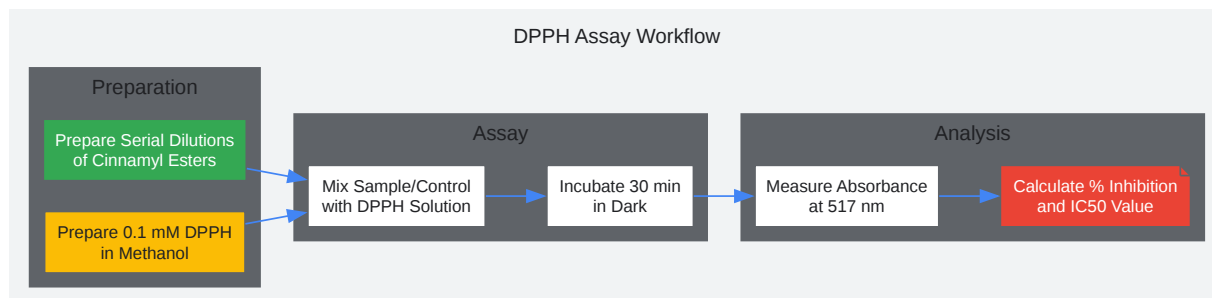 DPPH Assay Workflow
Preparation
Prepare Serial Dilutions
of Cinnamyl Esters
Prepare 0.1 mM DPPH
in Methanol
Assay
Mix Sample/Control
with DPPH Solution
Incubate 30 min
in Dark
Analysis
Measure Absorbance
at 517 nm
Calculate % Inhibition
and IC50 Value